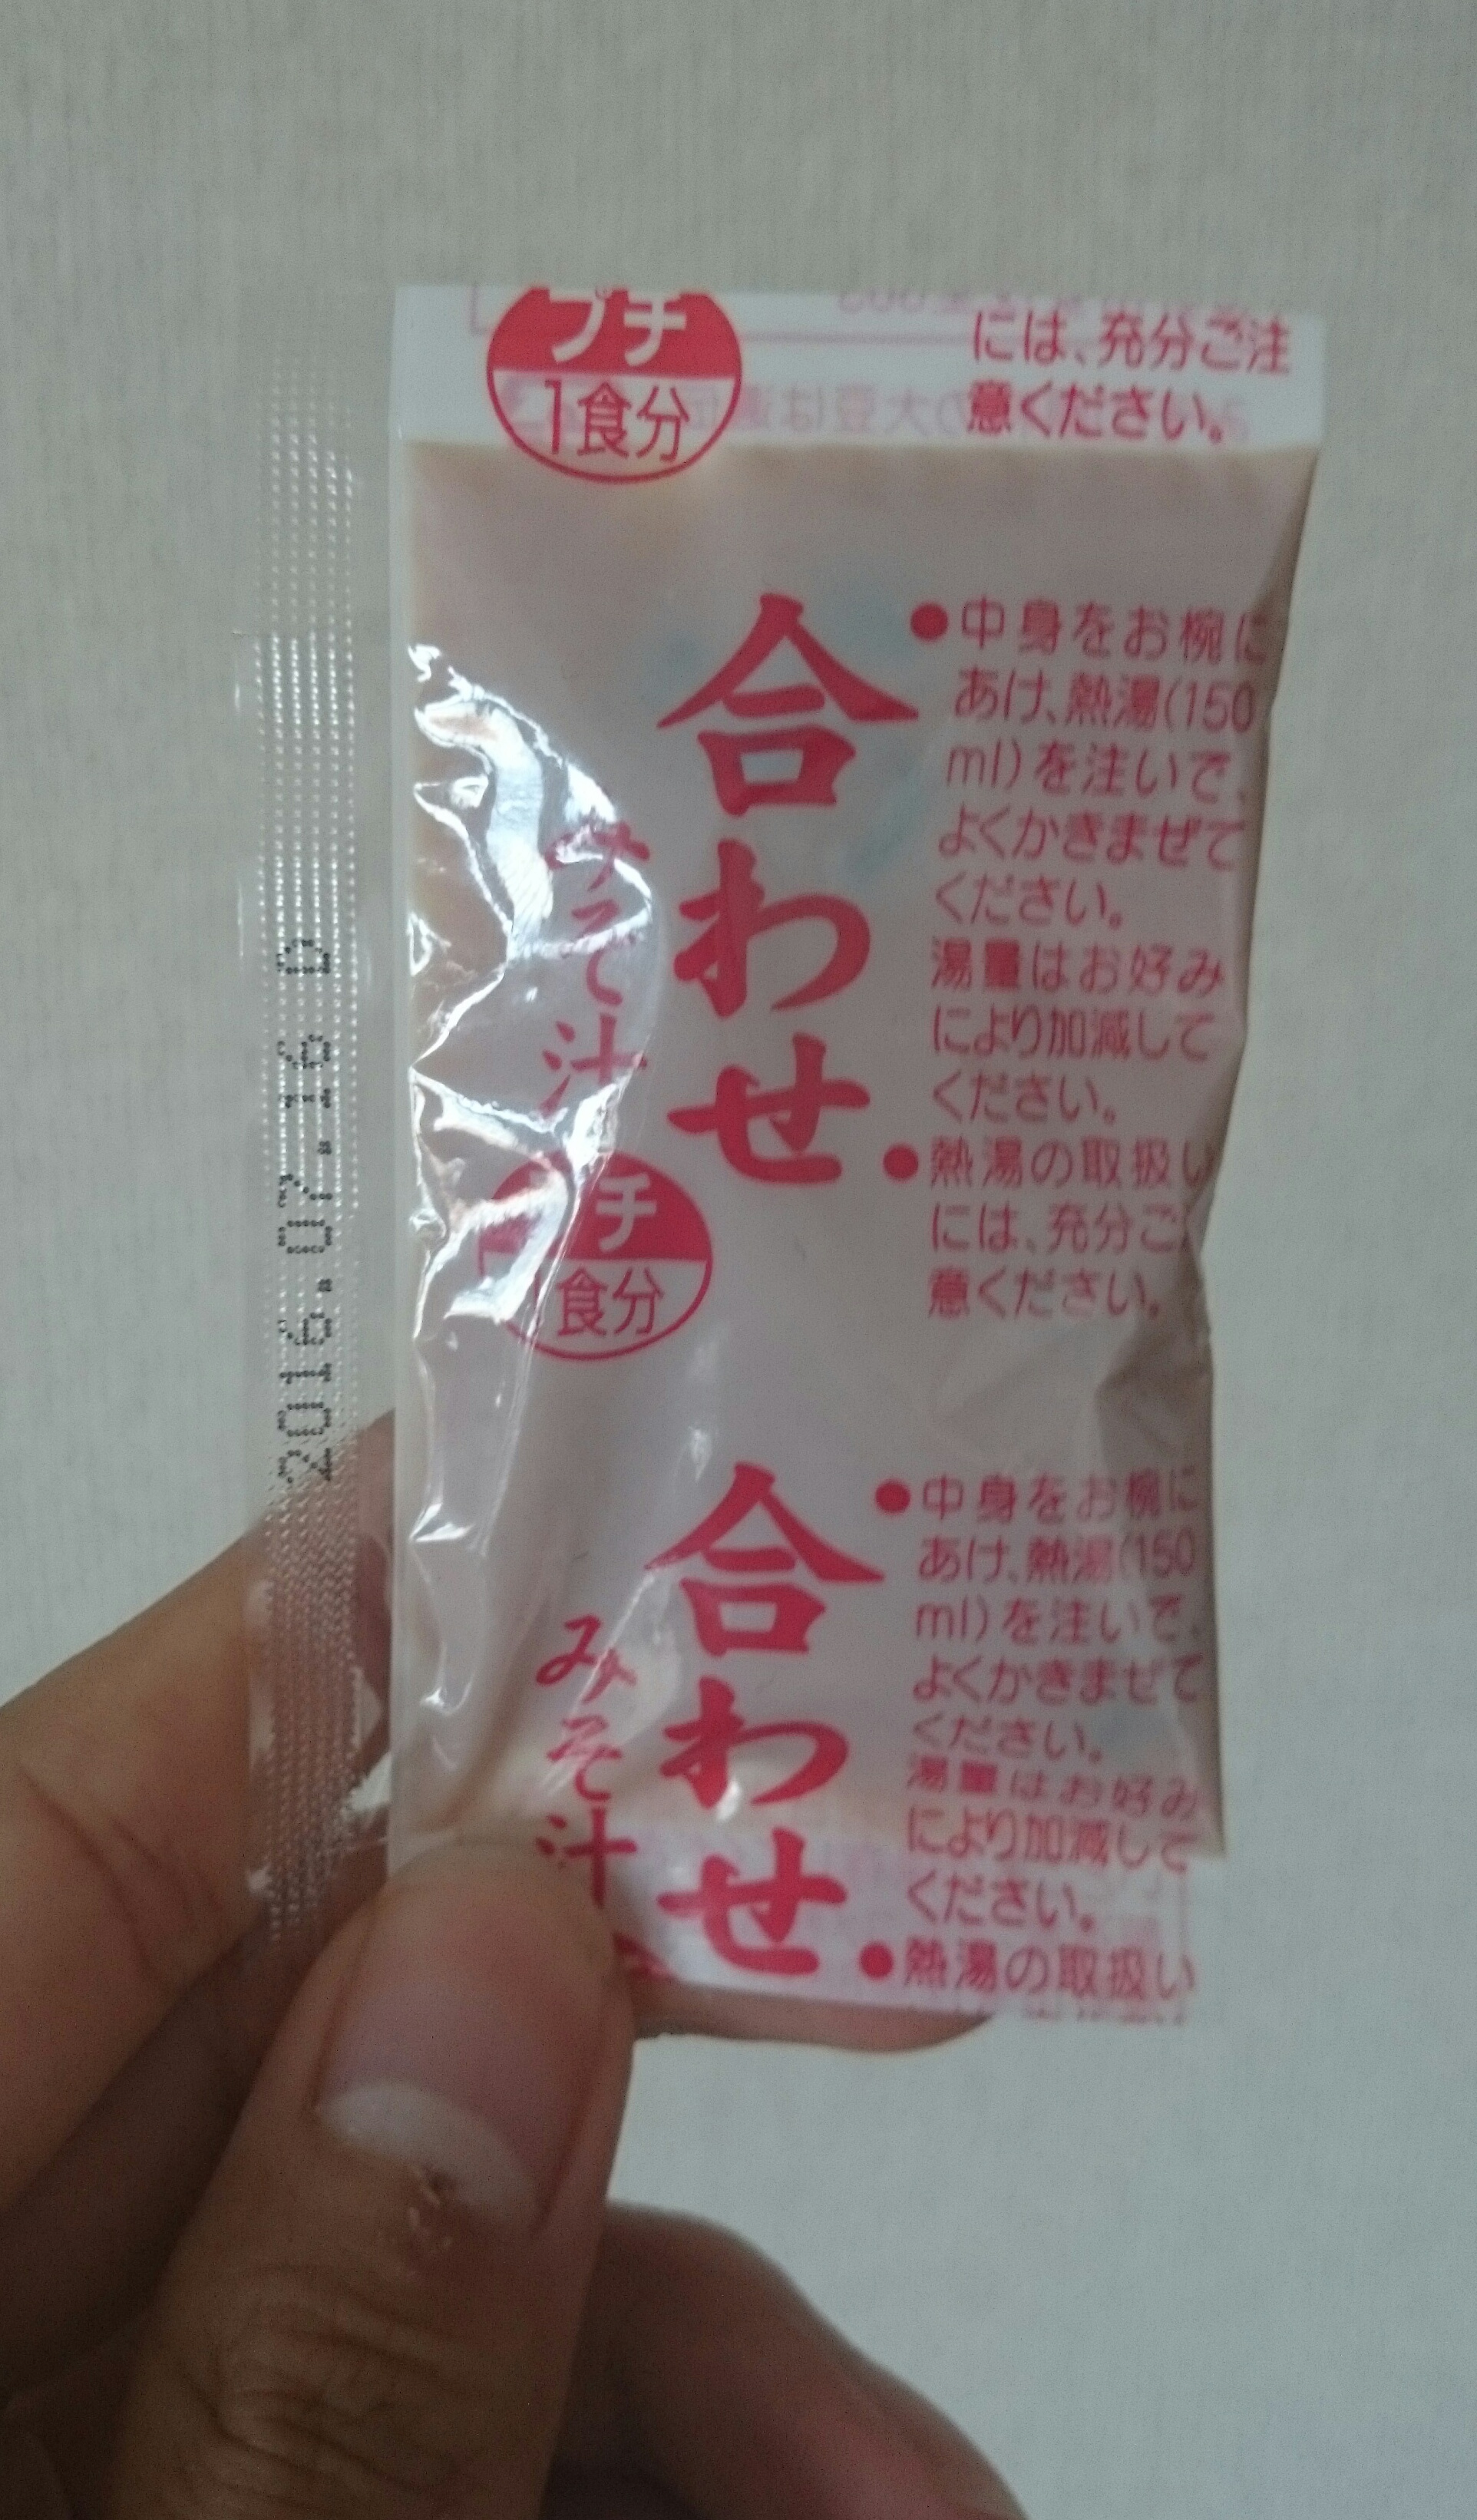 プチ
1食分
には、充分ご注
意ください。
合わせ
みそ汁
チ
食分
●中身をお椀に
あけ、熱湯(150
ml)を注いで、
よくかきまぜて
ください。
湯量はお好み
により加減して
ください。
●熱湯の取扱い
には、充分ご
意ください。
合わせ
みそ汁
●中身をお椀に
あけ、熱湯(150
ml)を注いで、
よくかきまぜて
ください。
湯量はお好み
により加減して
ください。
●熱湯の取扱い
2016.02.16 D